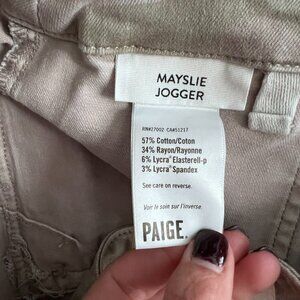 MAYSLIE
JOGGER
RN#27002 CA#51217
57% Cotton/Coton
34% Rayon/Rayonne
6% Lycra® Elasterell-p
3% Lycra® Spandex
See care on reverse.
Voir le soin sur l'inverse.
PAIGE.